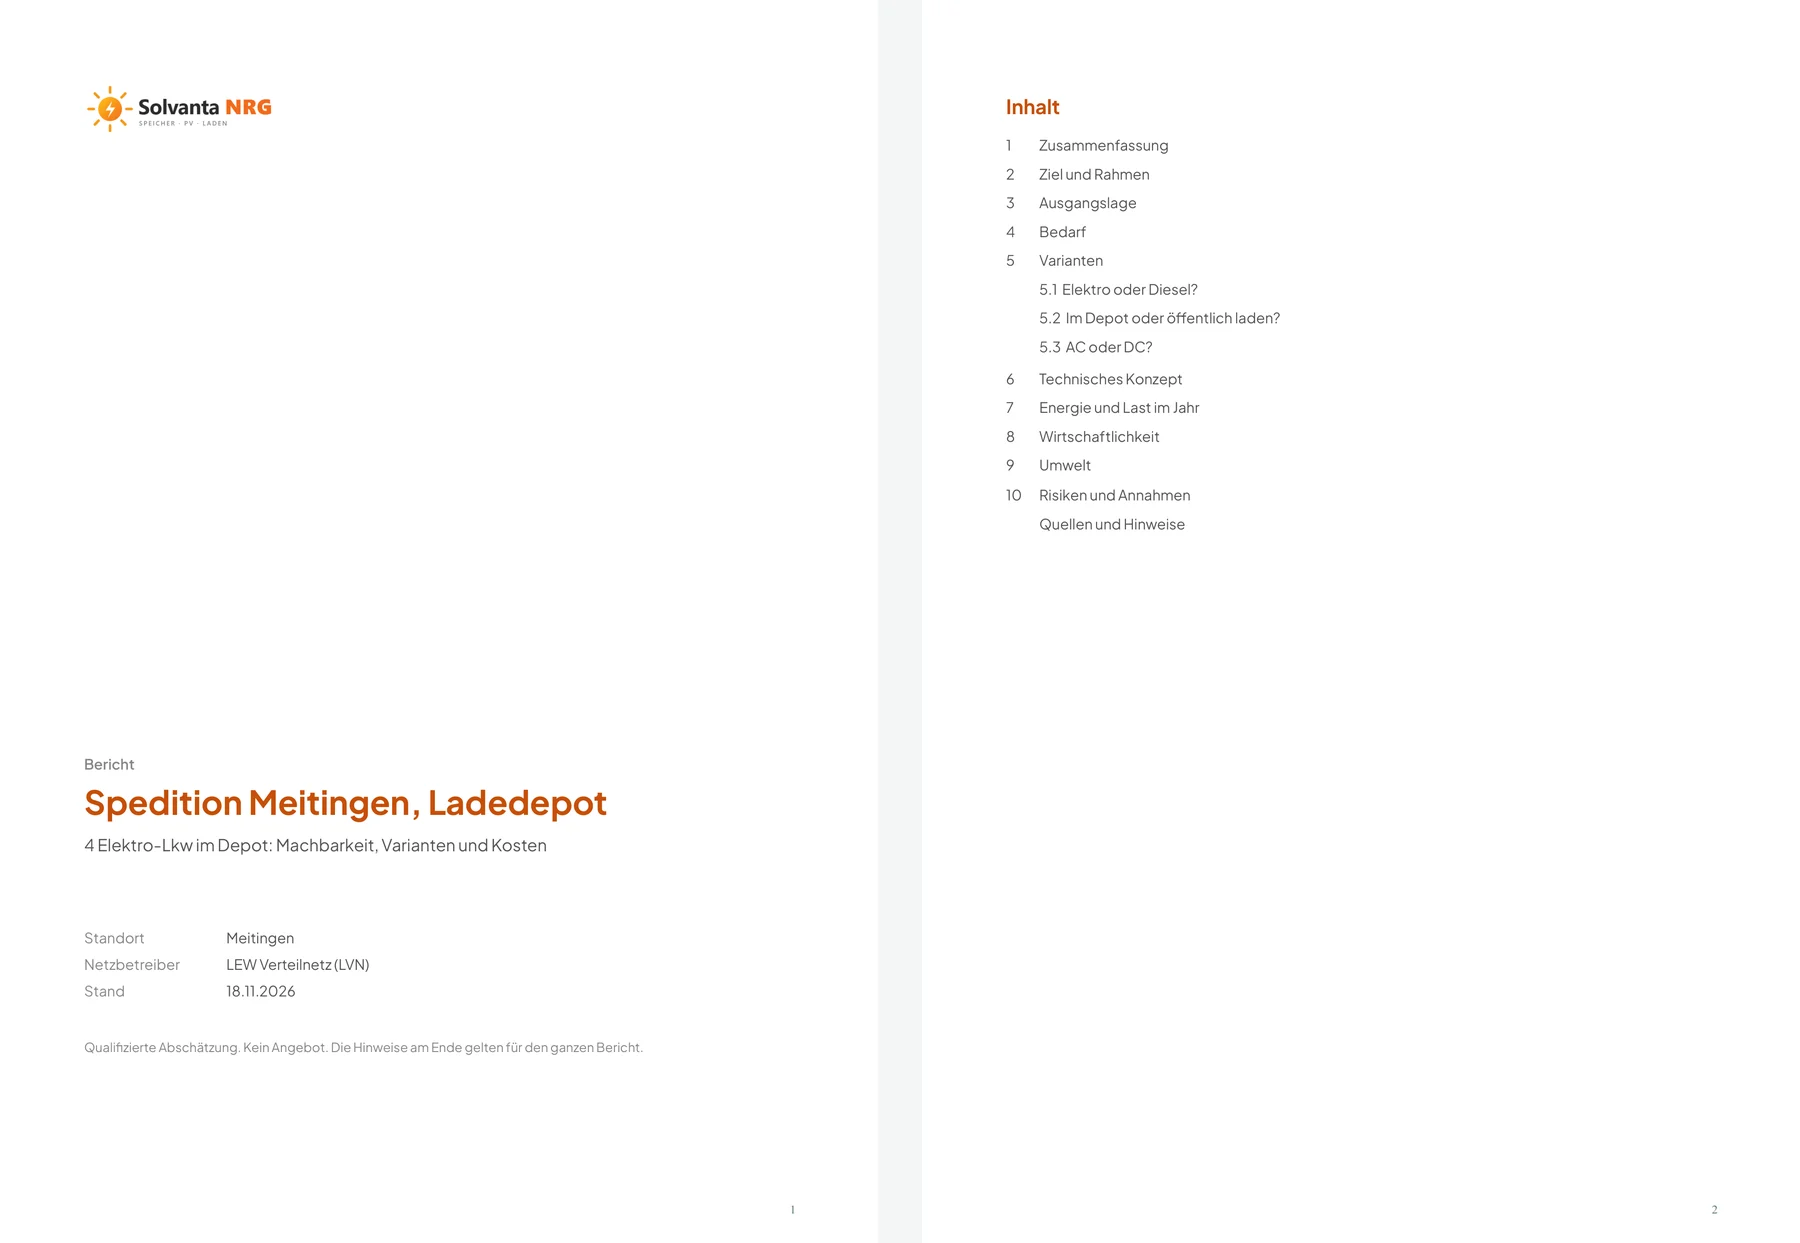 Solvanta NRG
SPEICHER · PV · LADEN
Bericht
Spedition Meitingen, Ladedepot
4 Elektro-Lkw im Depot: Machbarkeit, Varianten und Kosten
Standort Meitingen
Netzbetreiber LEW Verteilnetz (LVN)
Stand 18.11.2026
Qualifizierte Abschätzung. Kein Angebot. Die Hinweise am Ende gelten für den ganzen Bericht.
1
Inhalt
1 Zusammenfassung
2 Ziel und Rahmen
3 Ausgangslage
4 Bedarf
5 Varianten
5.1 Elektro oder Diesel?
5.2 Im Depot oder öffentlich laden?
5.3 AC oder DC?
6 Technisches Konzept
7 Energie und Last im Jahr
8 Wirtschaftlichkeit
9 Umwelt
10 Risiken und Annahmen
Quellen und Hinweise
2